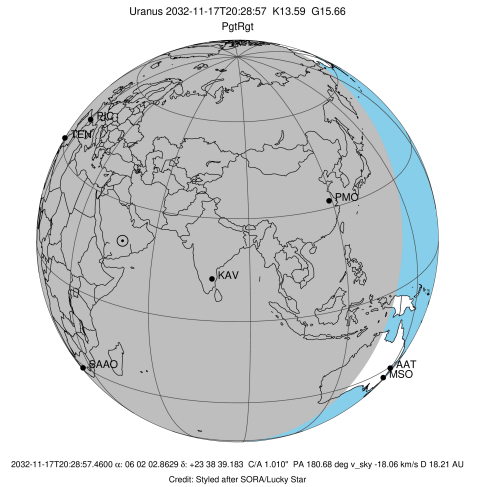 Uranus 2032-11-17T20:28:57 K13.59 G15.66
PgtRgt
PIC
TEN
PMO
KAV
SAAO
AAT
MSO
2032-11-17T20:28:57.4600 α: 06 02 02.8629 δ: +23 38 39.183 C/A 1.010" PA 180.68 deg v_sky -18.06 km/s D 18.21 AU
Credit: Styled after SORA/Lucky Star